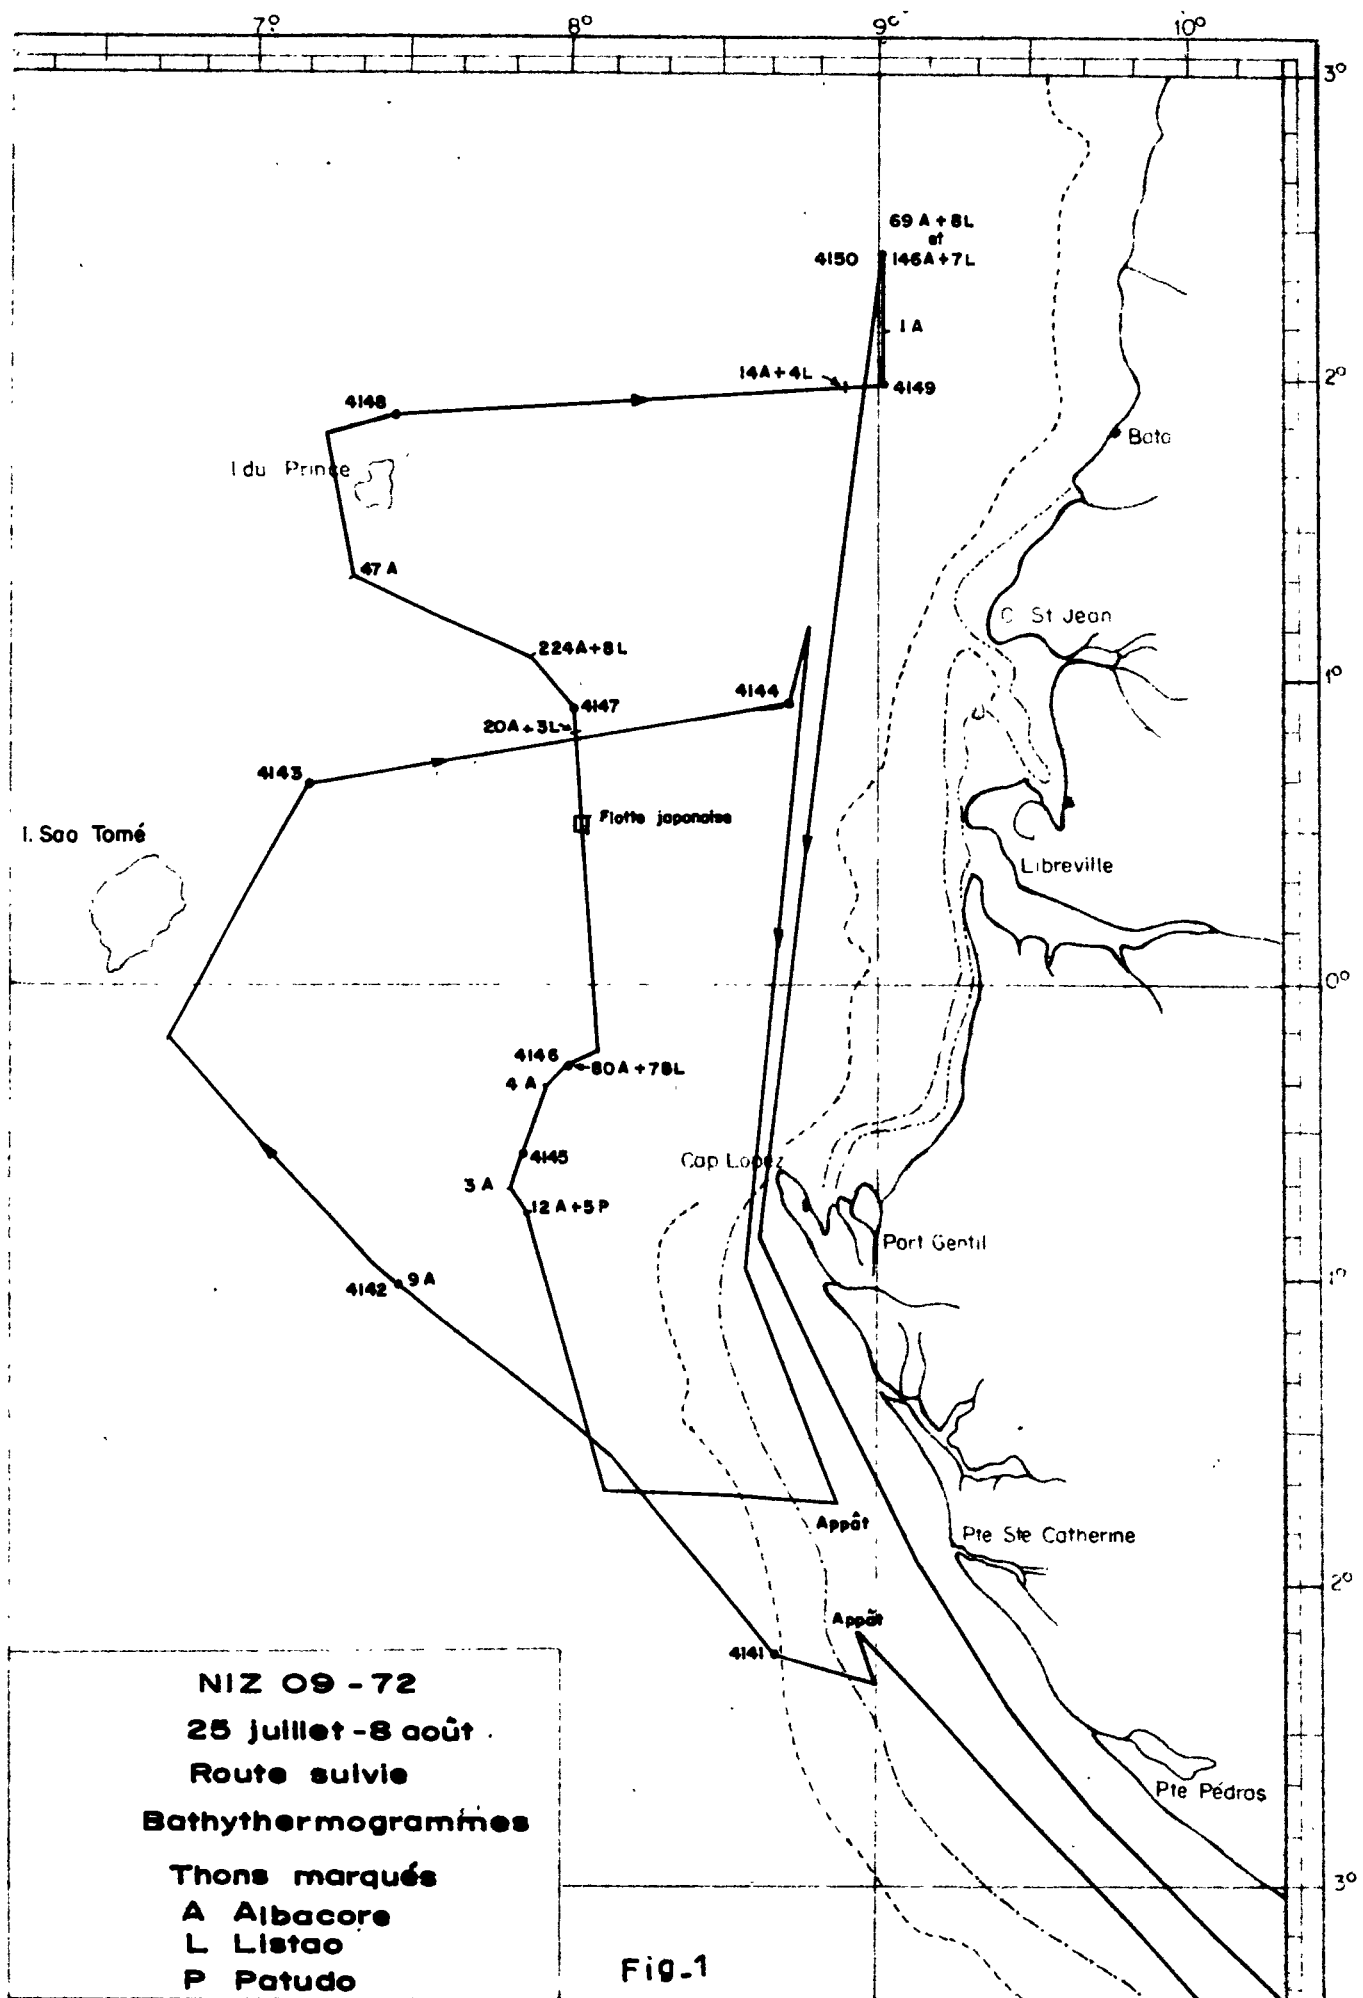 7° 8° 9° 10°
3°
69 A + 8L
et
4150 146A + 7L
1 A
14A + 4L
2°
4149
4148
Bata
I du Prince
47 A
C St Jean
224A + 8L
1°
4144
4147
20A + 3L
4143
Flotte japonaise
I. Sao Tomé
Libreville
0°
4146
80A + 78L
4 A
4145
Cap Lopez
3 A
12 A + 5 P
Port Gentil
1°
9 A
4142
Appât
Pte Ste Catherine
2°
Appât
4141
NIZ 09 - 72
25 juillet - 8 août
Route suivie
Pte Pédras
Bathythermogrammes
Thons marqués
3°
A Albacore
L Listao
P Patudo
Fig_1